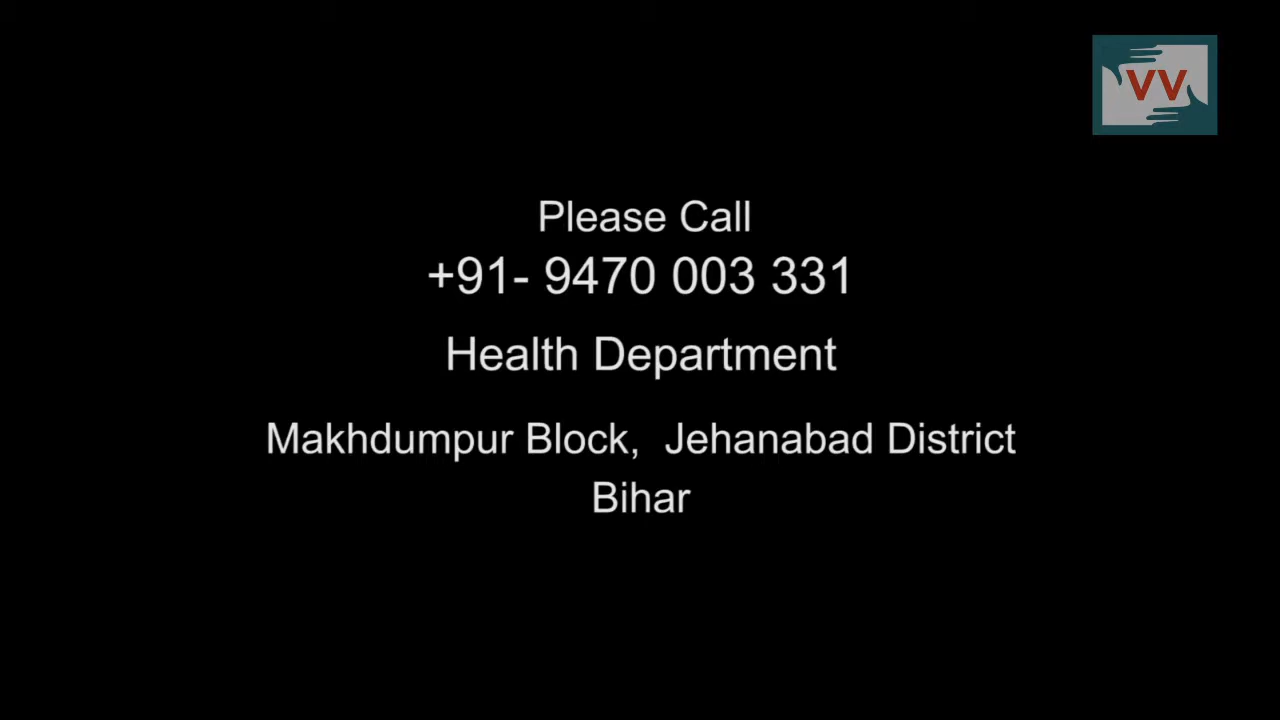 VV
Please Call
+91- 9470 003 331
Health Department
Makhdumpur Block, Jehanabad District
Bihar